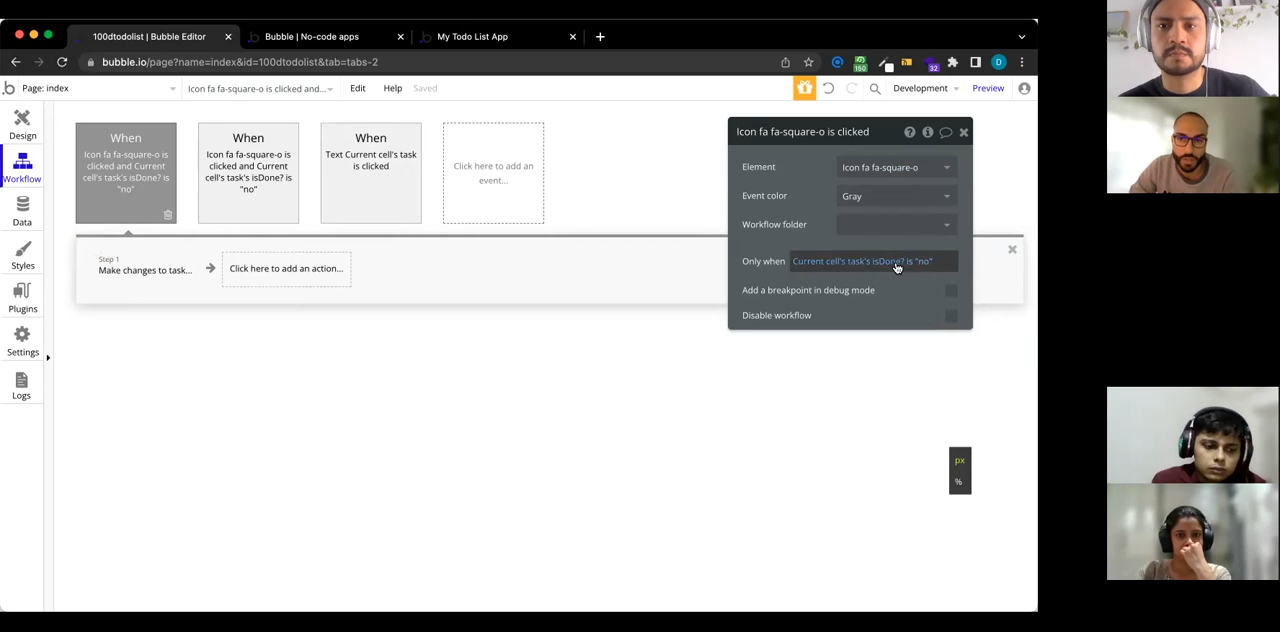 100dtodolist | Bubble Editor
Bubble | No-code apps
My Todo List App
bubble.io/page?name=index&id=100dtodolist&tab=tabs-2
150
32
D
Page: index
Icon fa fa-square-o is clicked and...
Edit
Help
Saved
Development
Preview
Design
Workflow
Data
Styles
Plugins
Settings
Logs
When
Icon fa fa-square-o is
clicked and Current
cell's task's isDone? is
"no"
When
Icon fa fa-square-o is
clicked and Current
cell's task's isDone? is
"no"
When
Text Current cell's task
is clicked
Click here to add an
event...
Step 1
Make changes to task...
Click here to add an action...
Icon fa fa-square-o is clicked
Element
Icon fa fa-square-o
Event color
Gray
Workflow folder
Only when
Current cell's task's isDone? is "no"
Add a breakpoint in debug mode
Disable workflow
px
%